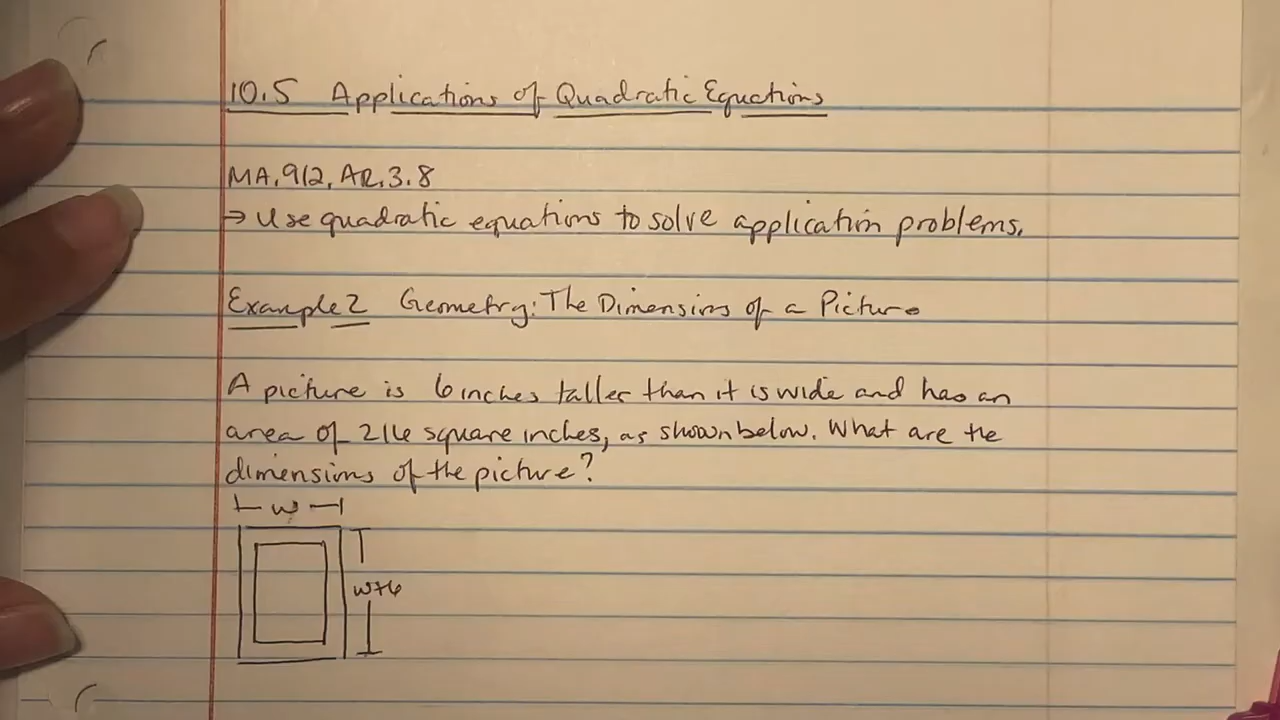 10.5 Applications of Quadratic Equations
MA.912.AR.3.8
→ Use quadratic equations to solve application problems.
Example 2 Geometry: The Dimensions of a Picture
A picture is 6 inches taller than it is wide and has an
area of 216 square inches, as shown below. What are the
dimensions of the picture?
w
w+6